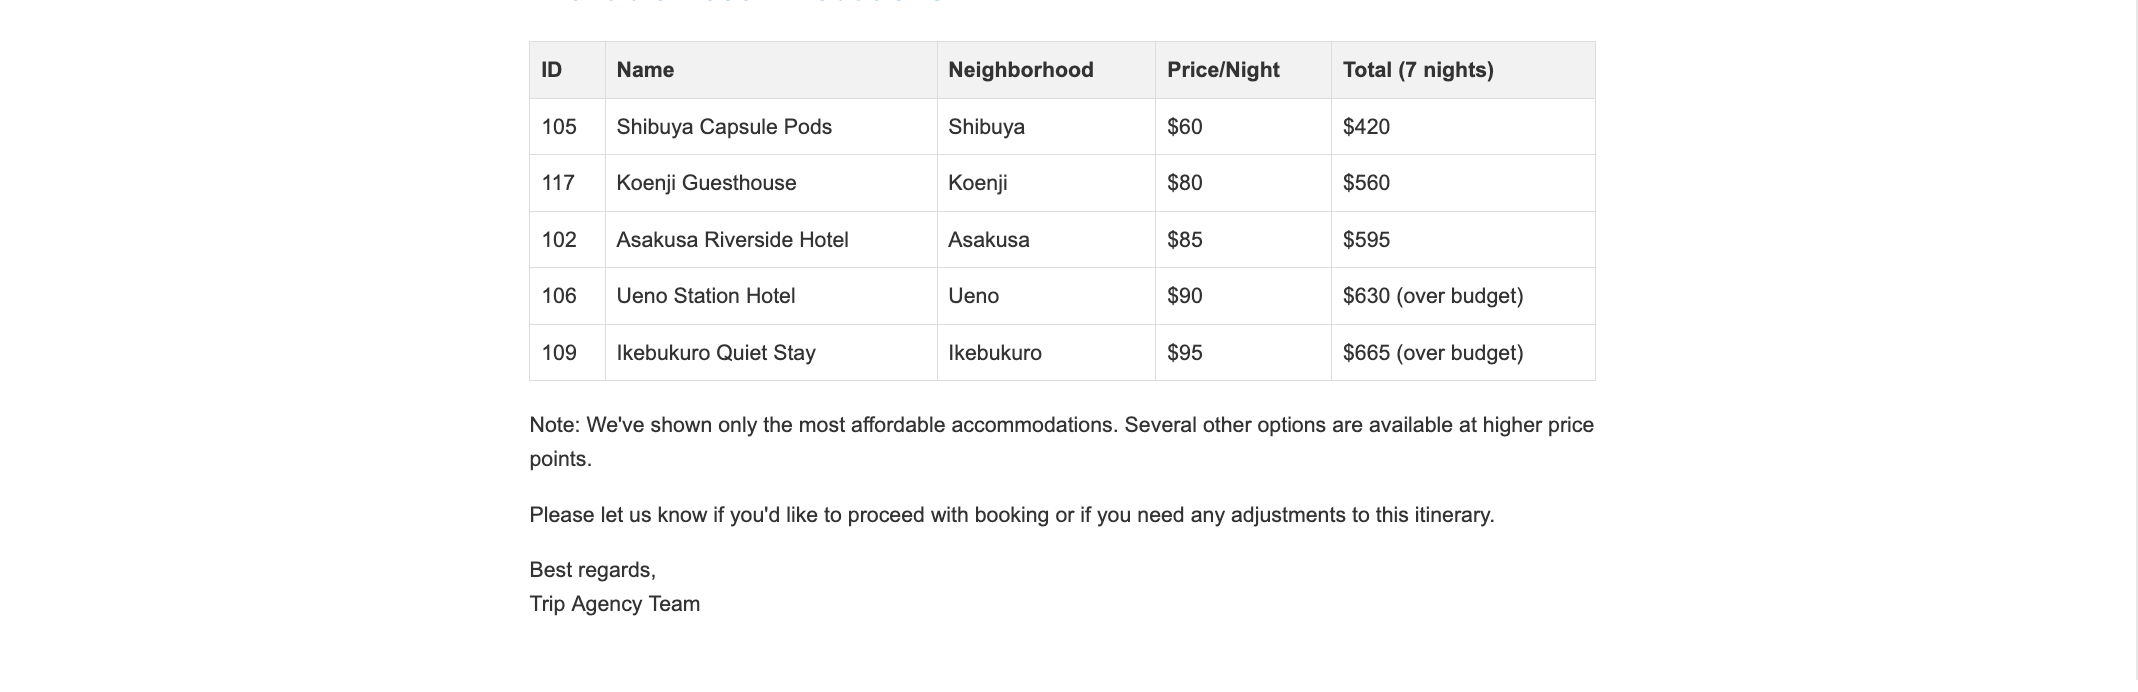 ID Name Neighborhood Price/Night Total (7 nights)
105 Shibuya Capsule Pods Shibuya $60 $420
117 Koenji Guesthouse Koenji $80 $560
102 Asakusa Riverside Hotel Asakusa $85 $595
106 Ueno Station Hotel Ueno $90 $630 (over budget)
109 Ikebukuro Quiet Stay Ikebukuro $95 $665 (over budget)
Note: We've shown only the most affordable accommodations. Several other options are available at higher price
points.
Please let us know if you'd like to proceed with booking or if you need any adjustments to this itinerary.
Best regards,
Trip Agency Team